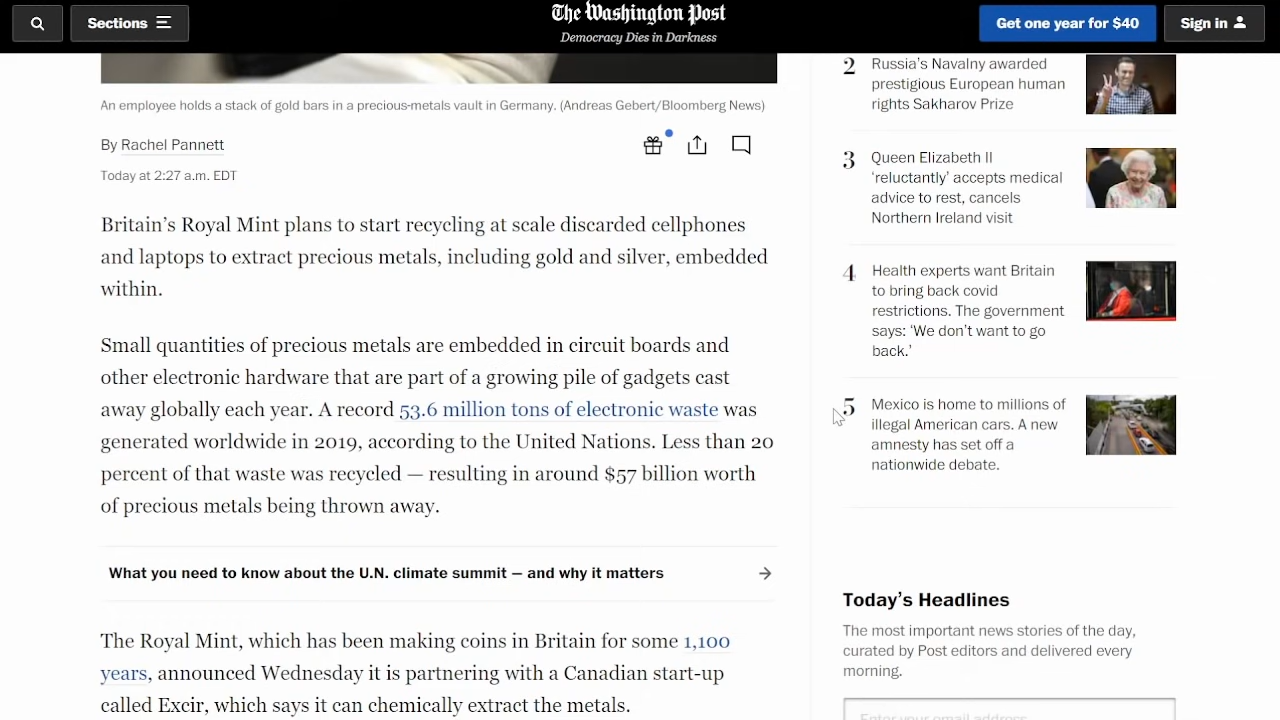 Sections
The Washington Post
Democracy Dies in Darkness
Get one year for $40
Sign in
An employee holds a stack of gold bars in a precious-metals vault in Germany. (Andreas Gebert/Bloomberg News)
By Rachel Pannett
Today at 2:27 a.m. EDT
Britain’s Royal Mint plans to start recycling at scale discarded cellphones
and laptops to extract precious metals, including gold and silver, embedded
within.
Small quantities of precious metals are embedded in circuit boards and
other electronic hardware that are part of a growing pile of gadgets cast
away globally each year. A record 53.6 million tons of electronic waste was
generated worldwide in 2019, according to the United Nations. Less than 20
percent of that waste was recycled — resulting in around $57 billion worth
of precious metals being thrown away.
What you need to know about the U.N. climate summit — and why it matters
The Royal Mint, which has been making coins in Britain for some 1,100
years, announced Wednesday it is partnering with a Canadian start-up
called Excir, which says it can chemically extract the metals.
2
Russia’s Navalny awarded
prestigious European human
rights Sakharov Prize
3
Queen Elizabeth II
‘reluctantly’ accepts medical
advice to rest, cancels
Northern Ireland visit
4
Health experts want Britain
to bring back covid
restrictions. The government
says: ‘We don’t want to go
back.’
5
Mexico is home to millions of
illegal American cars. A new
amnesty has set off a
nationwide debate.
Today’s Headlines
The most important news stories of the day,
curated by Post editors and delivered every
morning.
Enter your email address